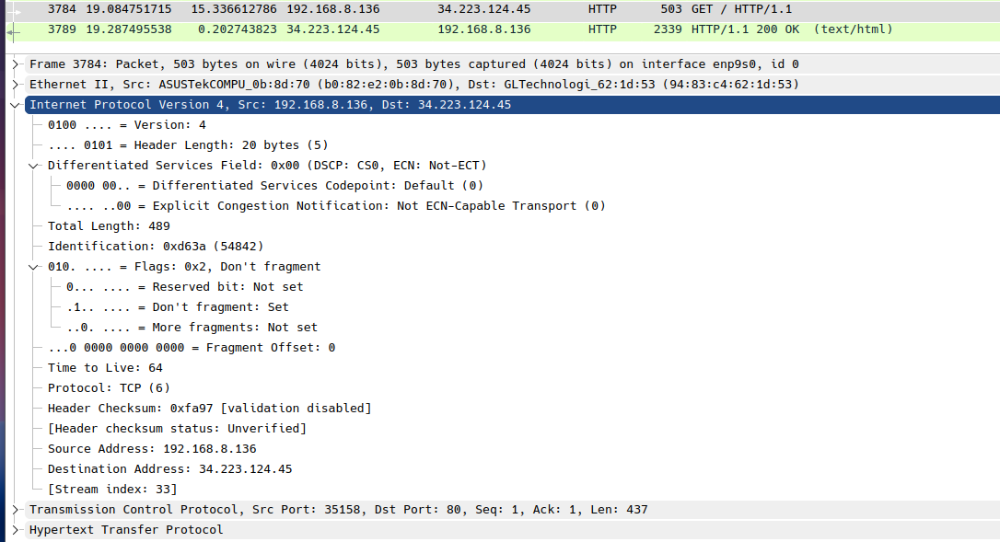 3784 19.084751715 15.336612786 192.168.8.136 34.223.124.45 HTTP 503 GET / HTTP/1.1
3789 19.287495538 0.202743823 34.223.124.45 192.168.8.136 HTTP 2339 HTTP/1.1 200 OK (text/html)
Frame 3784: Packet, 503 bytes on wire (4024 bits), 503 bytes captured (4024 bits) on interface enp9s0, id 0
Ethernet II, Src: ASUSTekCOMPU_0b:8d:70 (b0:82:e2:0b:8d:70), Dst: GLTechnologi_62:1d:53 (94:83:c4:62:1d:53)
Internet Protocol Version 4, Src: 192.168.8.136, Dst: 34.223.124.45
0100 .... = Version: 4
.... 0101 = Header Length: 20 bytes (5)
Differentiated Services Field: 0x00 (DSCP: CS0, ECN: Not-ECT)
0000 00.. = Differentiated Services Codepoint: Default (0)
.... ..00 = Explicit Congestion Notification: Not ECN-Capable Transport (0)
Total Length: 489
Identification: 0xd63a (54842)
010. .... = Flags: 0x2, Don't fragment
0... .... = Reserved bit: Not set
.1.. .... = Don't fragment: Set
..0. .... = More fragments: Not set
...0 0000 0000 0000 = Fragment Offset: 0
Time to Live: 64
Protocol: TCP (6)
Header Checksum: 0xfa97 [validation disabled]
[Header checksum status: Unverified]
Source Address: 192.168.8.136
Destination Address: 34.223.124.45
[Stream index: 33]
Transmission Control Protocol, Src Port: 35158, Dst Port: 80, Seq: 1, Ack: 1, Len: 437
Hypertext Transfer Protocol